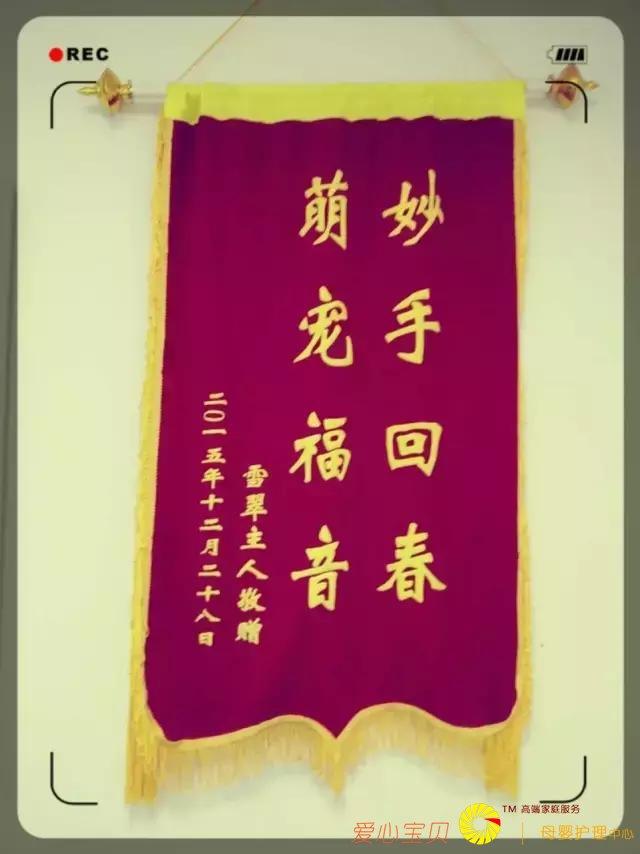 REC
妙手回春
萌宠福音
雪翠主人敬赠
二〇一五年十二月二十八日
爱心宝贝
TM 高端家庭服务
母婴护理中心